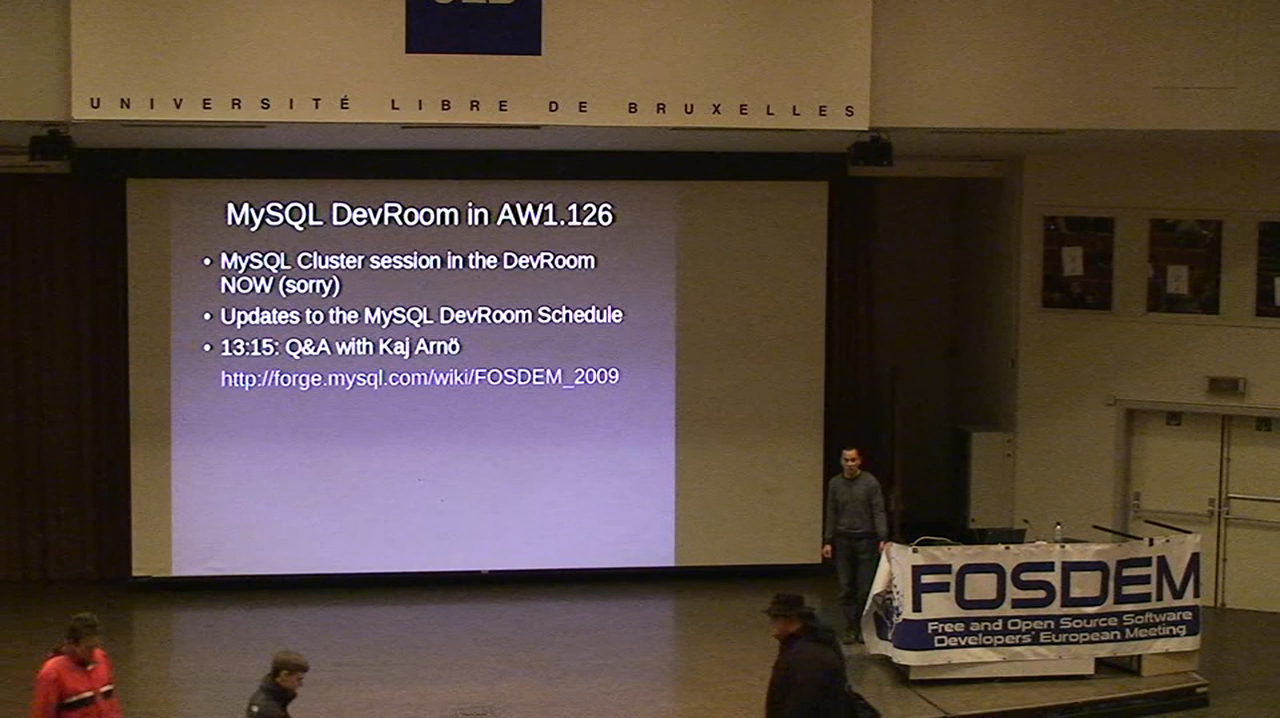 UNIVERSITÉ LIBRE DE BRUXELLES
MySQL DevRoom in AW1.126
• MySQL Cluster session in the DevRoom
NOW (sorry)
• Updates to the MySQL DevRoom Schedule
• 13:15: Q&A with Kaj Arnö
http://forge.mysql.com/wiki/FOSDEM_2009
FOSDEM
Free and Open Source Software
Developers' European Meeting